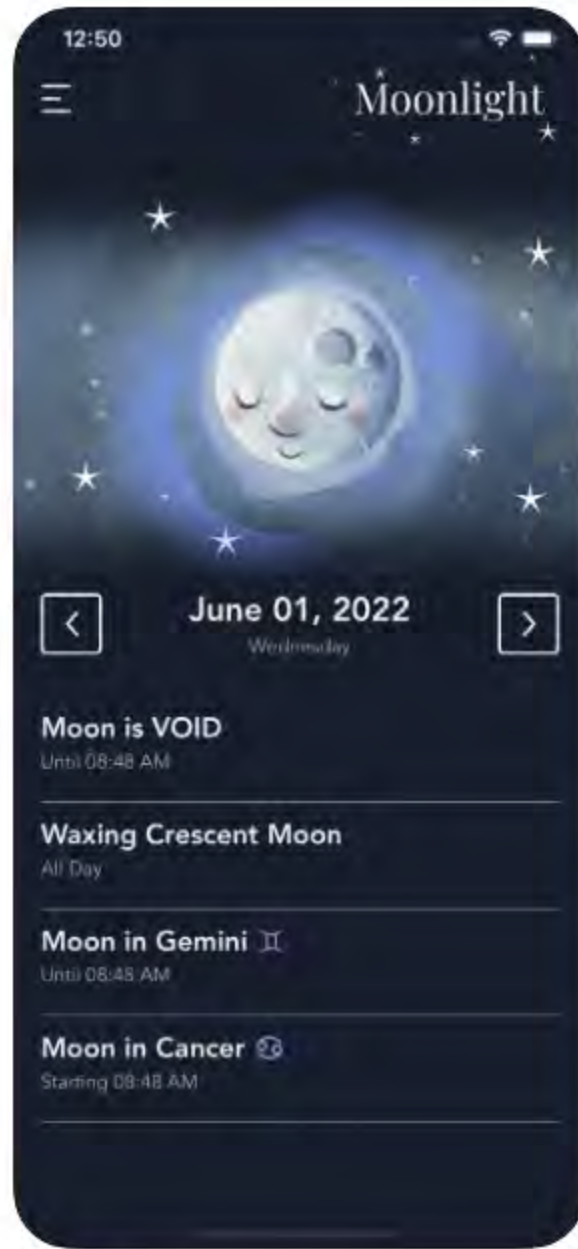 12:50
Moonlight
June 01, 2022
Wednesday
Moon is VOID
Until 08:48 AM
Waxing Crescent Moon
All Day
Moon in Gemini ♊︎
Until 08:48 AM
Moon in Cancer ♋︎
Starting 08:48 AM